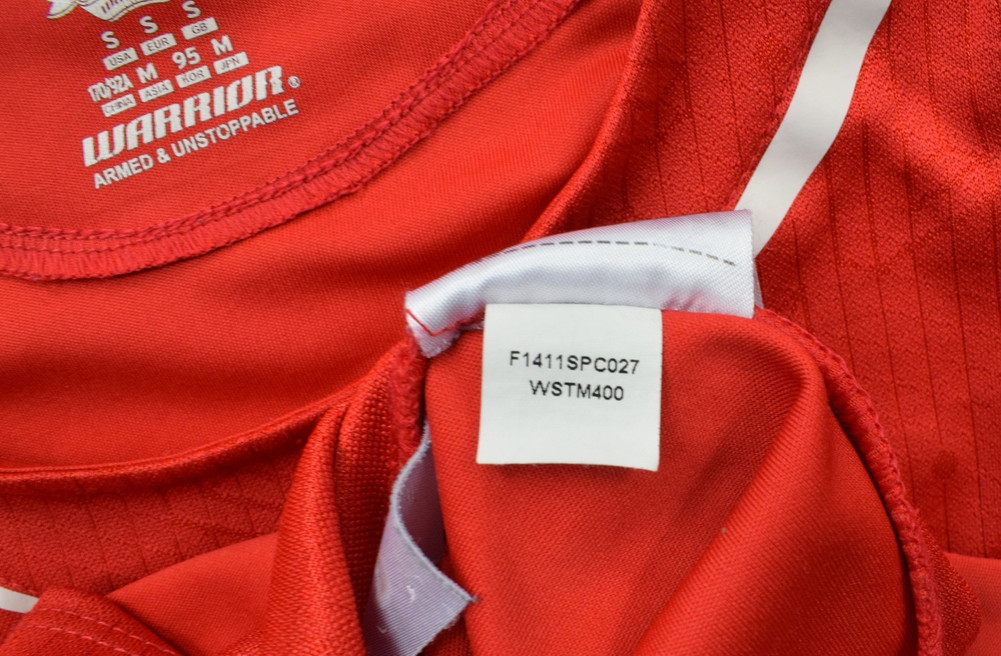 S S S
USA EUR GB
170/92A M 95 M
CHINA ASIA KOR JPN
WARRIOR®
ARMED & UNSTOPPABLE
F1411SPC027
WSTM400